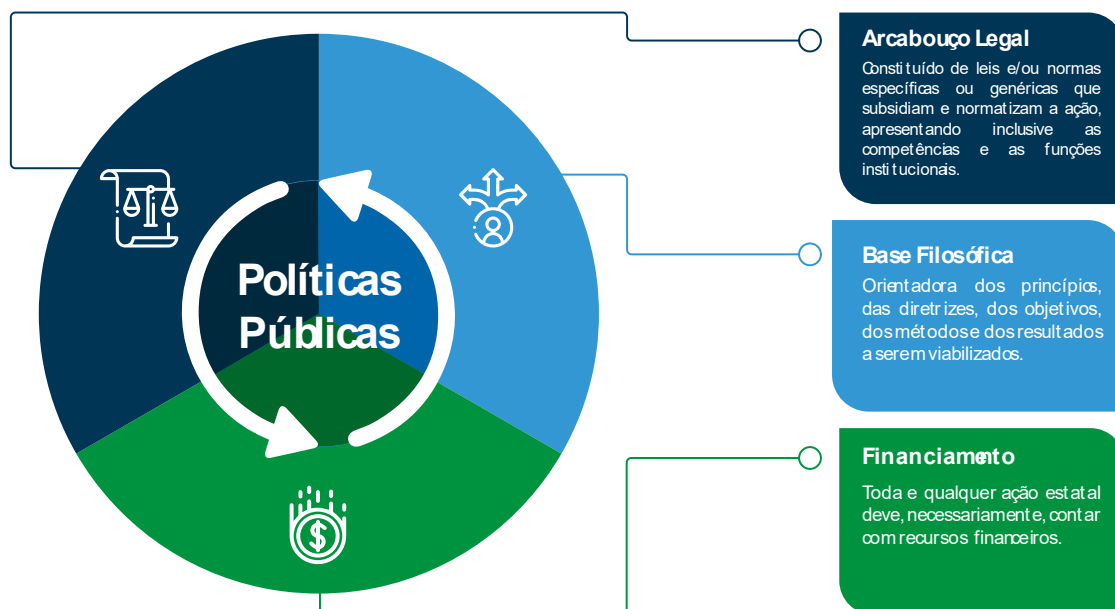 Políticas
Públicas
Arcabouço Legal
Constituído de leis e/ou normas
específicas ou genéricas que
subsidiam e normatizam a ação,
apresentando inclusive as
competências e as funções
institucionais.
Base Filosófica
Orientadora dos princípios,
das diretrizes, dos objetivos,
dos métodos e dos resultados
a serem viabilizados.
Financiamento
Toda e qualquer ação estatal
deve, necessariamente, contar
com recursos financeiros.